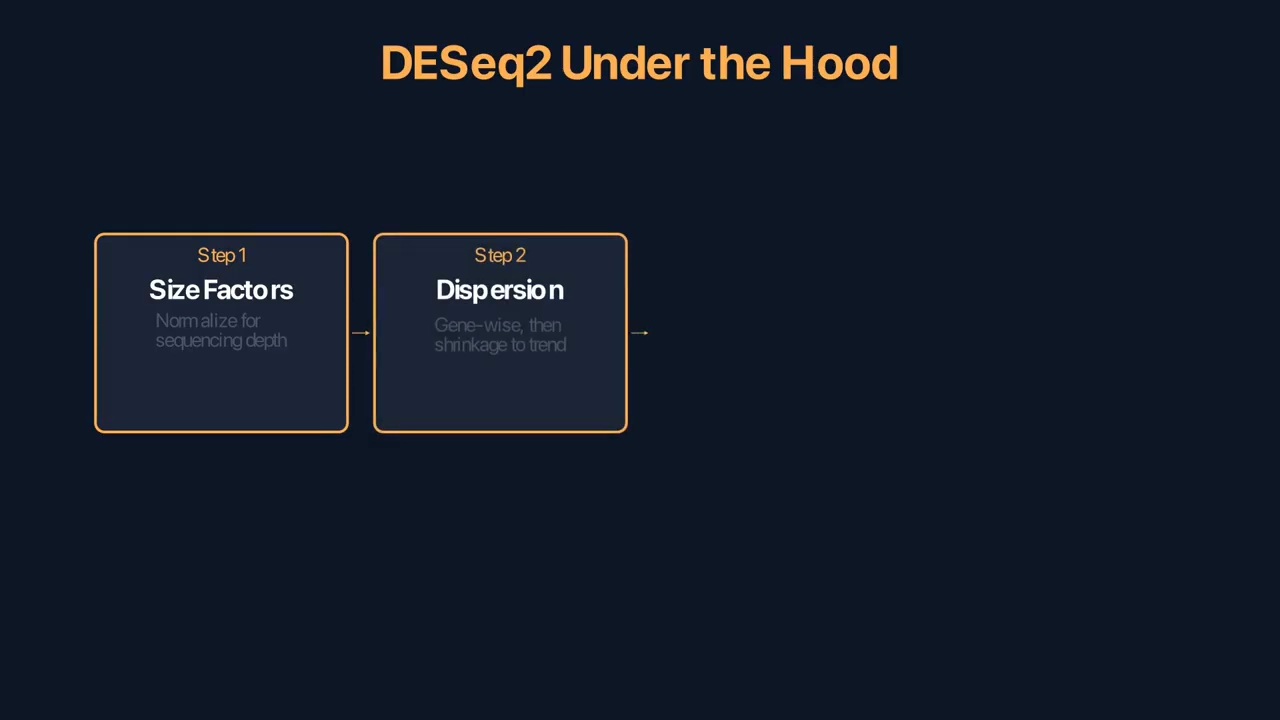 DESeq2 Under the Hood
Step 1
Size Factors
Normalize for
sequencing depth
Step 2
Dispersion
Gene-wise, then
shrinkage to trend